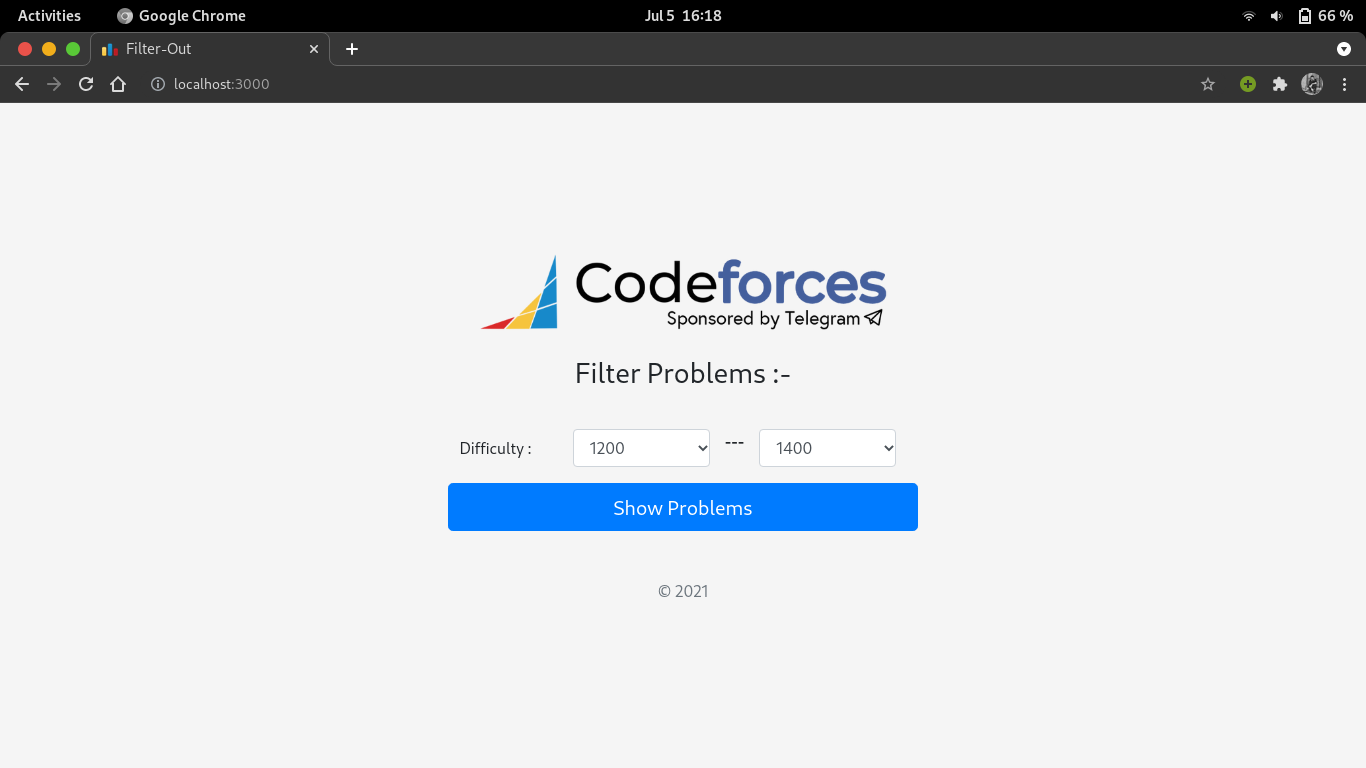 Activities Google Chrome Jul 5 16:18 66 %
Filter-Out
localhost:3000
Codeforces
Sponsored by Telegram
Filter Problems :-
Difficulty : 1200 --- 1400
Show Problems
© 2021